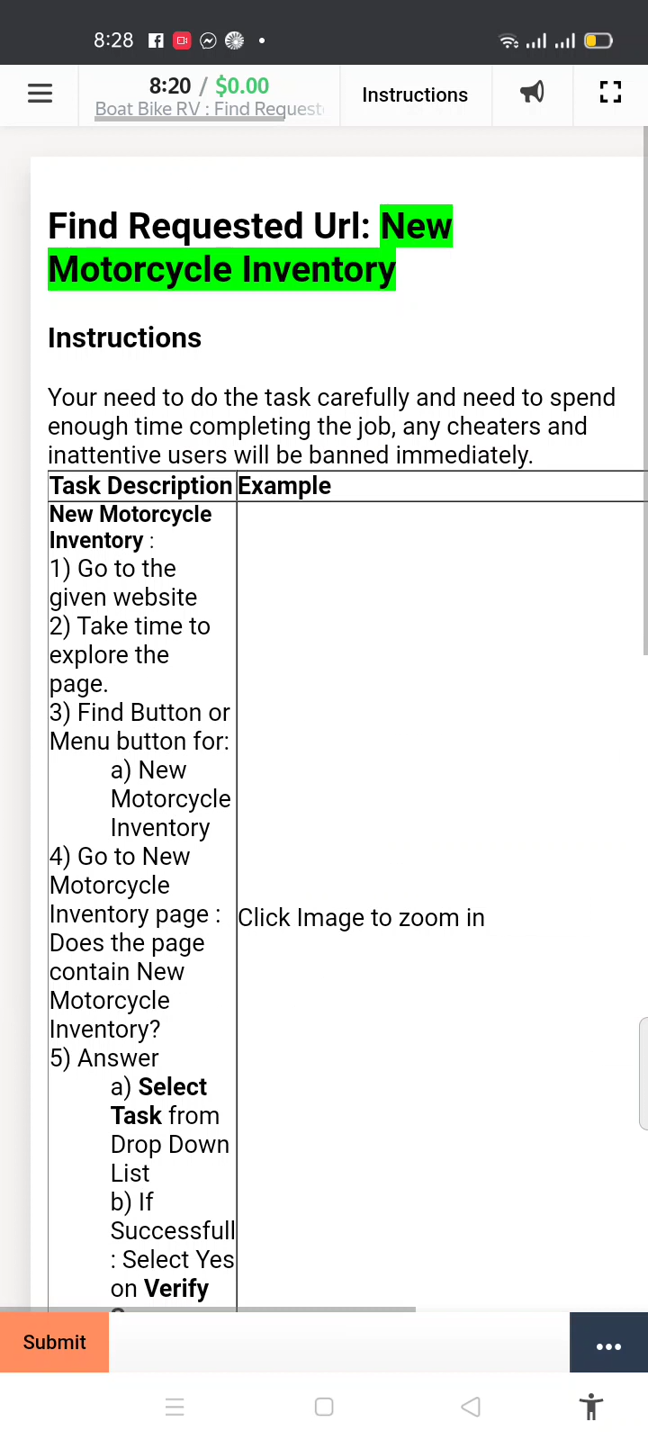 8:28
8:20 / $0.00
Boat Bike RV : Find Request
Instructions
Find Requested Url: New
Motorcycle Inventory
Instructions
Your need to do the task carefully and need to spend
enough time completing the job, any cheaters and
inattentive users will be banned immediately.
Task Description Example
New Motorcycle
Inventory :
1) Go to the
given website
2) Take time to
explore the
page.
3) Find Button or
Menu button for:
a) New
Motorcycle
Inventory
4) Go to New
Motorcycle
Inventory page :
Click Image to zoom in
Does the page
contain New
Motorcycle
Inventory?
5) Answer
a) Select
Task from
Drop Down
List
b) If
Successfull
: Select Yes
on Verify
Submit